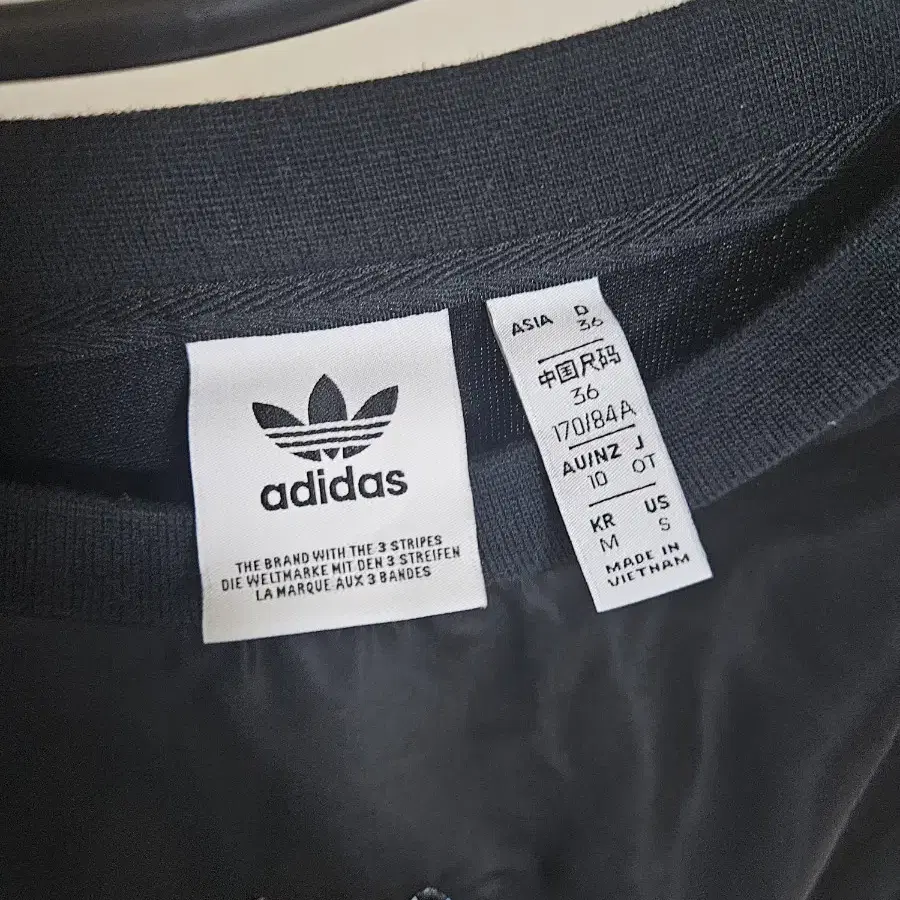 adidas
THE BRAND WITH THE 3 STRIPES
DIE WELTMARKE MIT DEN 3 STREIFEN
LA MARQUE AUX 3 BANDES
ASIA D
36
中国尺码
36
170/84A
AU/NZ J
10 OT
KR US
M S
MADE IN
VIETNAM